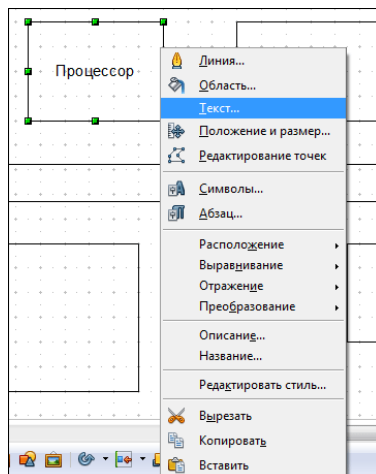 Процессор
Линия...
Область...
Текст...
Положение и размер...
Редактирование точек
Символы...
Абзац...
Расположение
Выравнивание
Отражение
Преобразование
Описание...
Название...
Редактировать стиль...
Вырезать
Копировать
Вставить